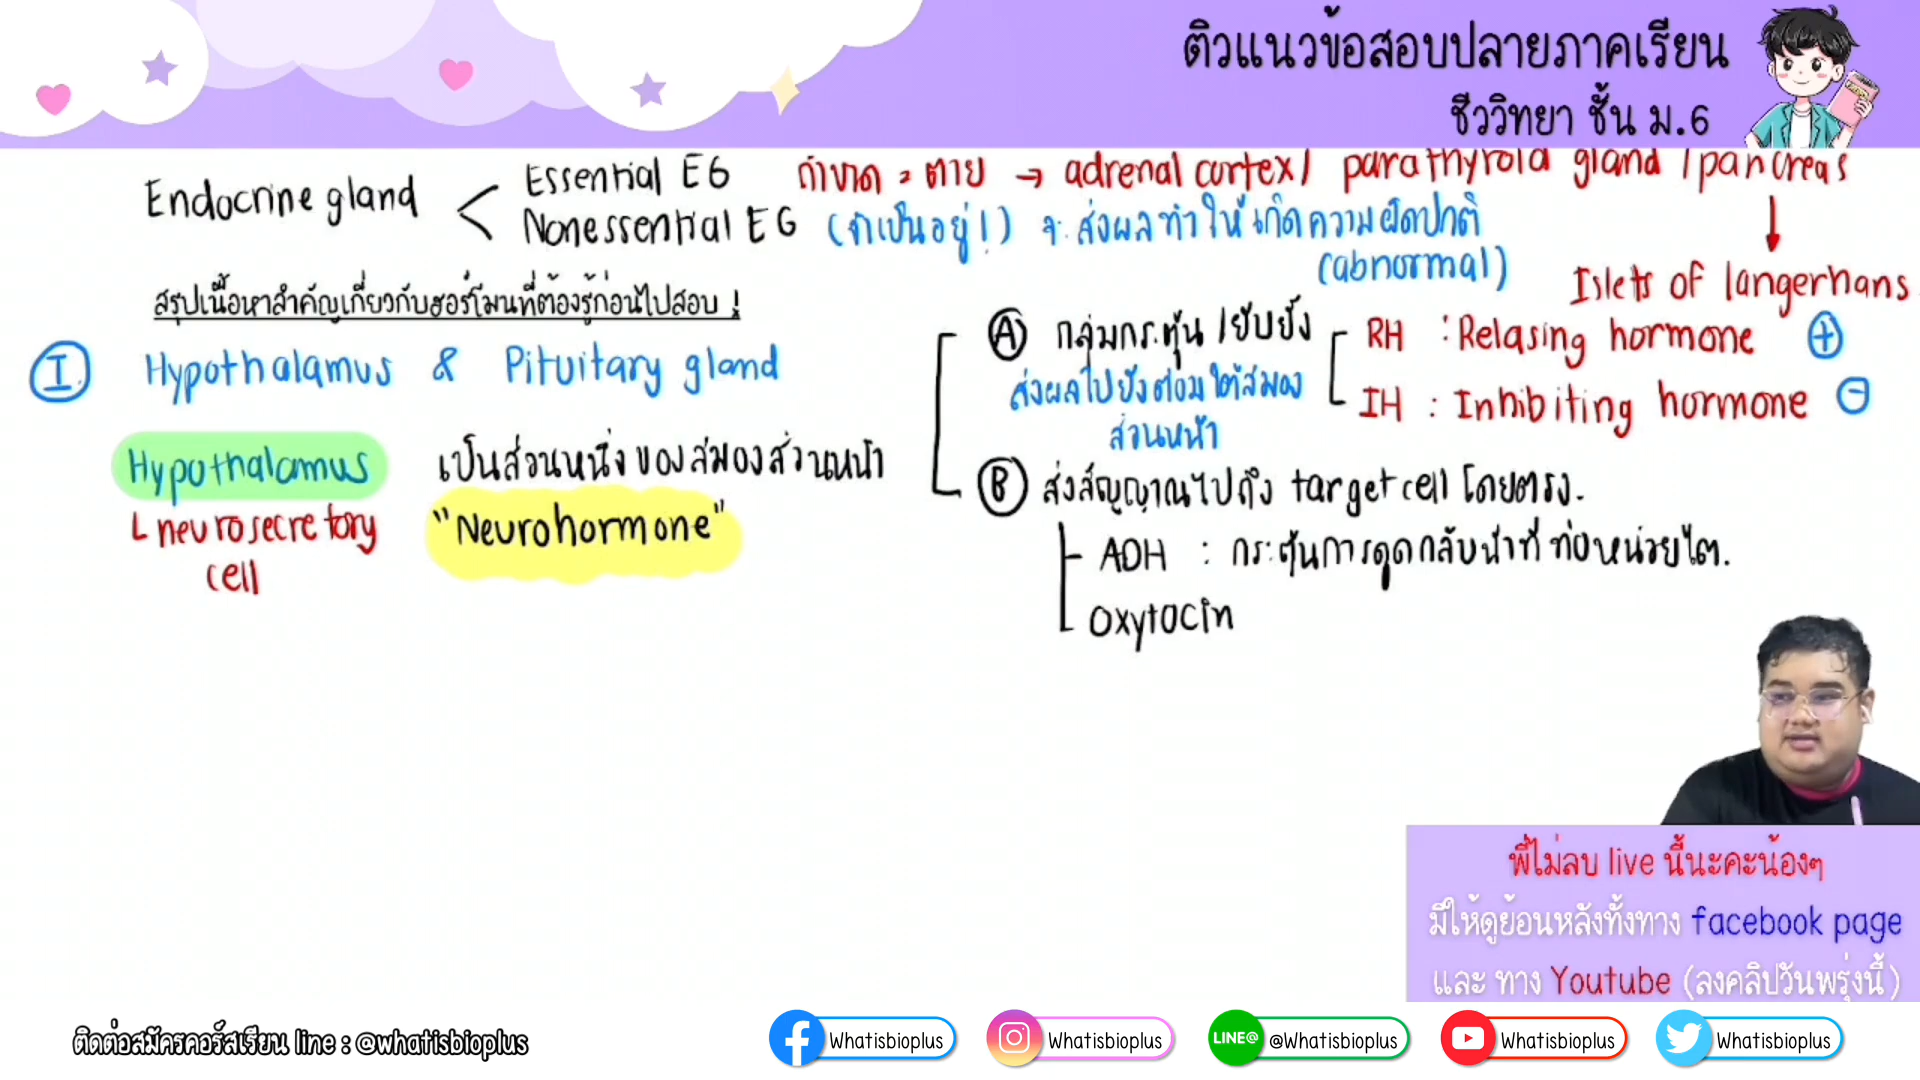 ติวแนวข้อสอบปลายภาคเรียน
ชีววิทยา ชั้น ม.6
Endocrine gland
Essential EG ถ้าขาด = ตาย → adrenal cortex / parathyroid gland / pancreas
Nonessential EG (จำเป็นอยู่!) จะส่งผลทำให้เกิดความผิดปกติ
(abnormal)
Islets of langerhans
สรุปเนื้อหาสำคัญเกี่ยวกับฮอร์โมนที่ต้องรู้ก่อนไปสอบ !
I Hypothalamus & Pituitary gland
Hypothalamus เป็นส่วนหนึ่งของสมองส่วนหน้า
L neurosecretory
cell
"Neurohormone"
A กลุ่มกระตุ้น / ยับยั้ง
ส่งผลไปยังต่อมใต้สมอง
ส่วนหน้า
RH : Relasing hormone +
IH : Inhibiting hormone -
B ส่งสัญญาณไปถึง target cell โดยตรง.
ADH : กระตุ้นการดูดกลับน้ำที่ท่อหน่วยไต.
Oxytocin
พี่ไม่ลบ live นี้นะคะน้องๆ
มีให้ดูย้อนหลังทั้งทาง facebook page
และ ทาง Youtube (ลงคลิปวันพรุ่งนี้)
ติดต่อสมัครคอร์สเรียน line : @whatisbioplus
Whatisbioplus
Whatisbioplus
LINE@ @Whatisbioplus
Whatisbioplus
Whatisbioplus